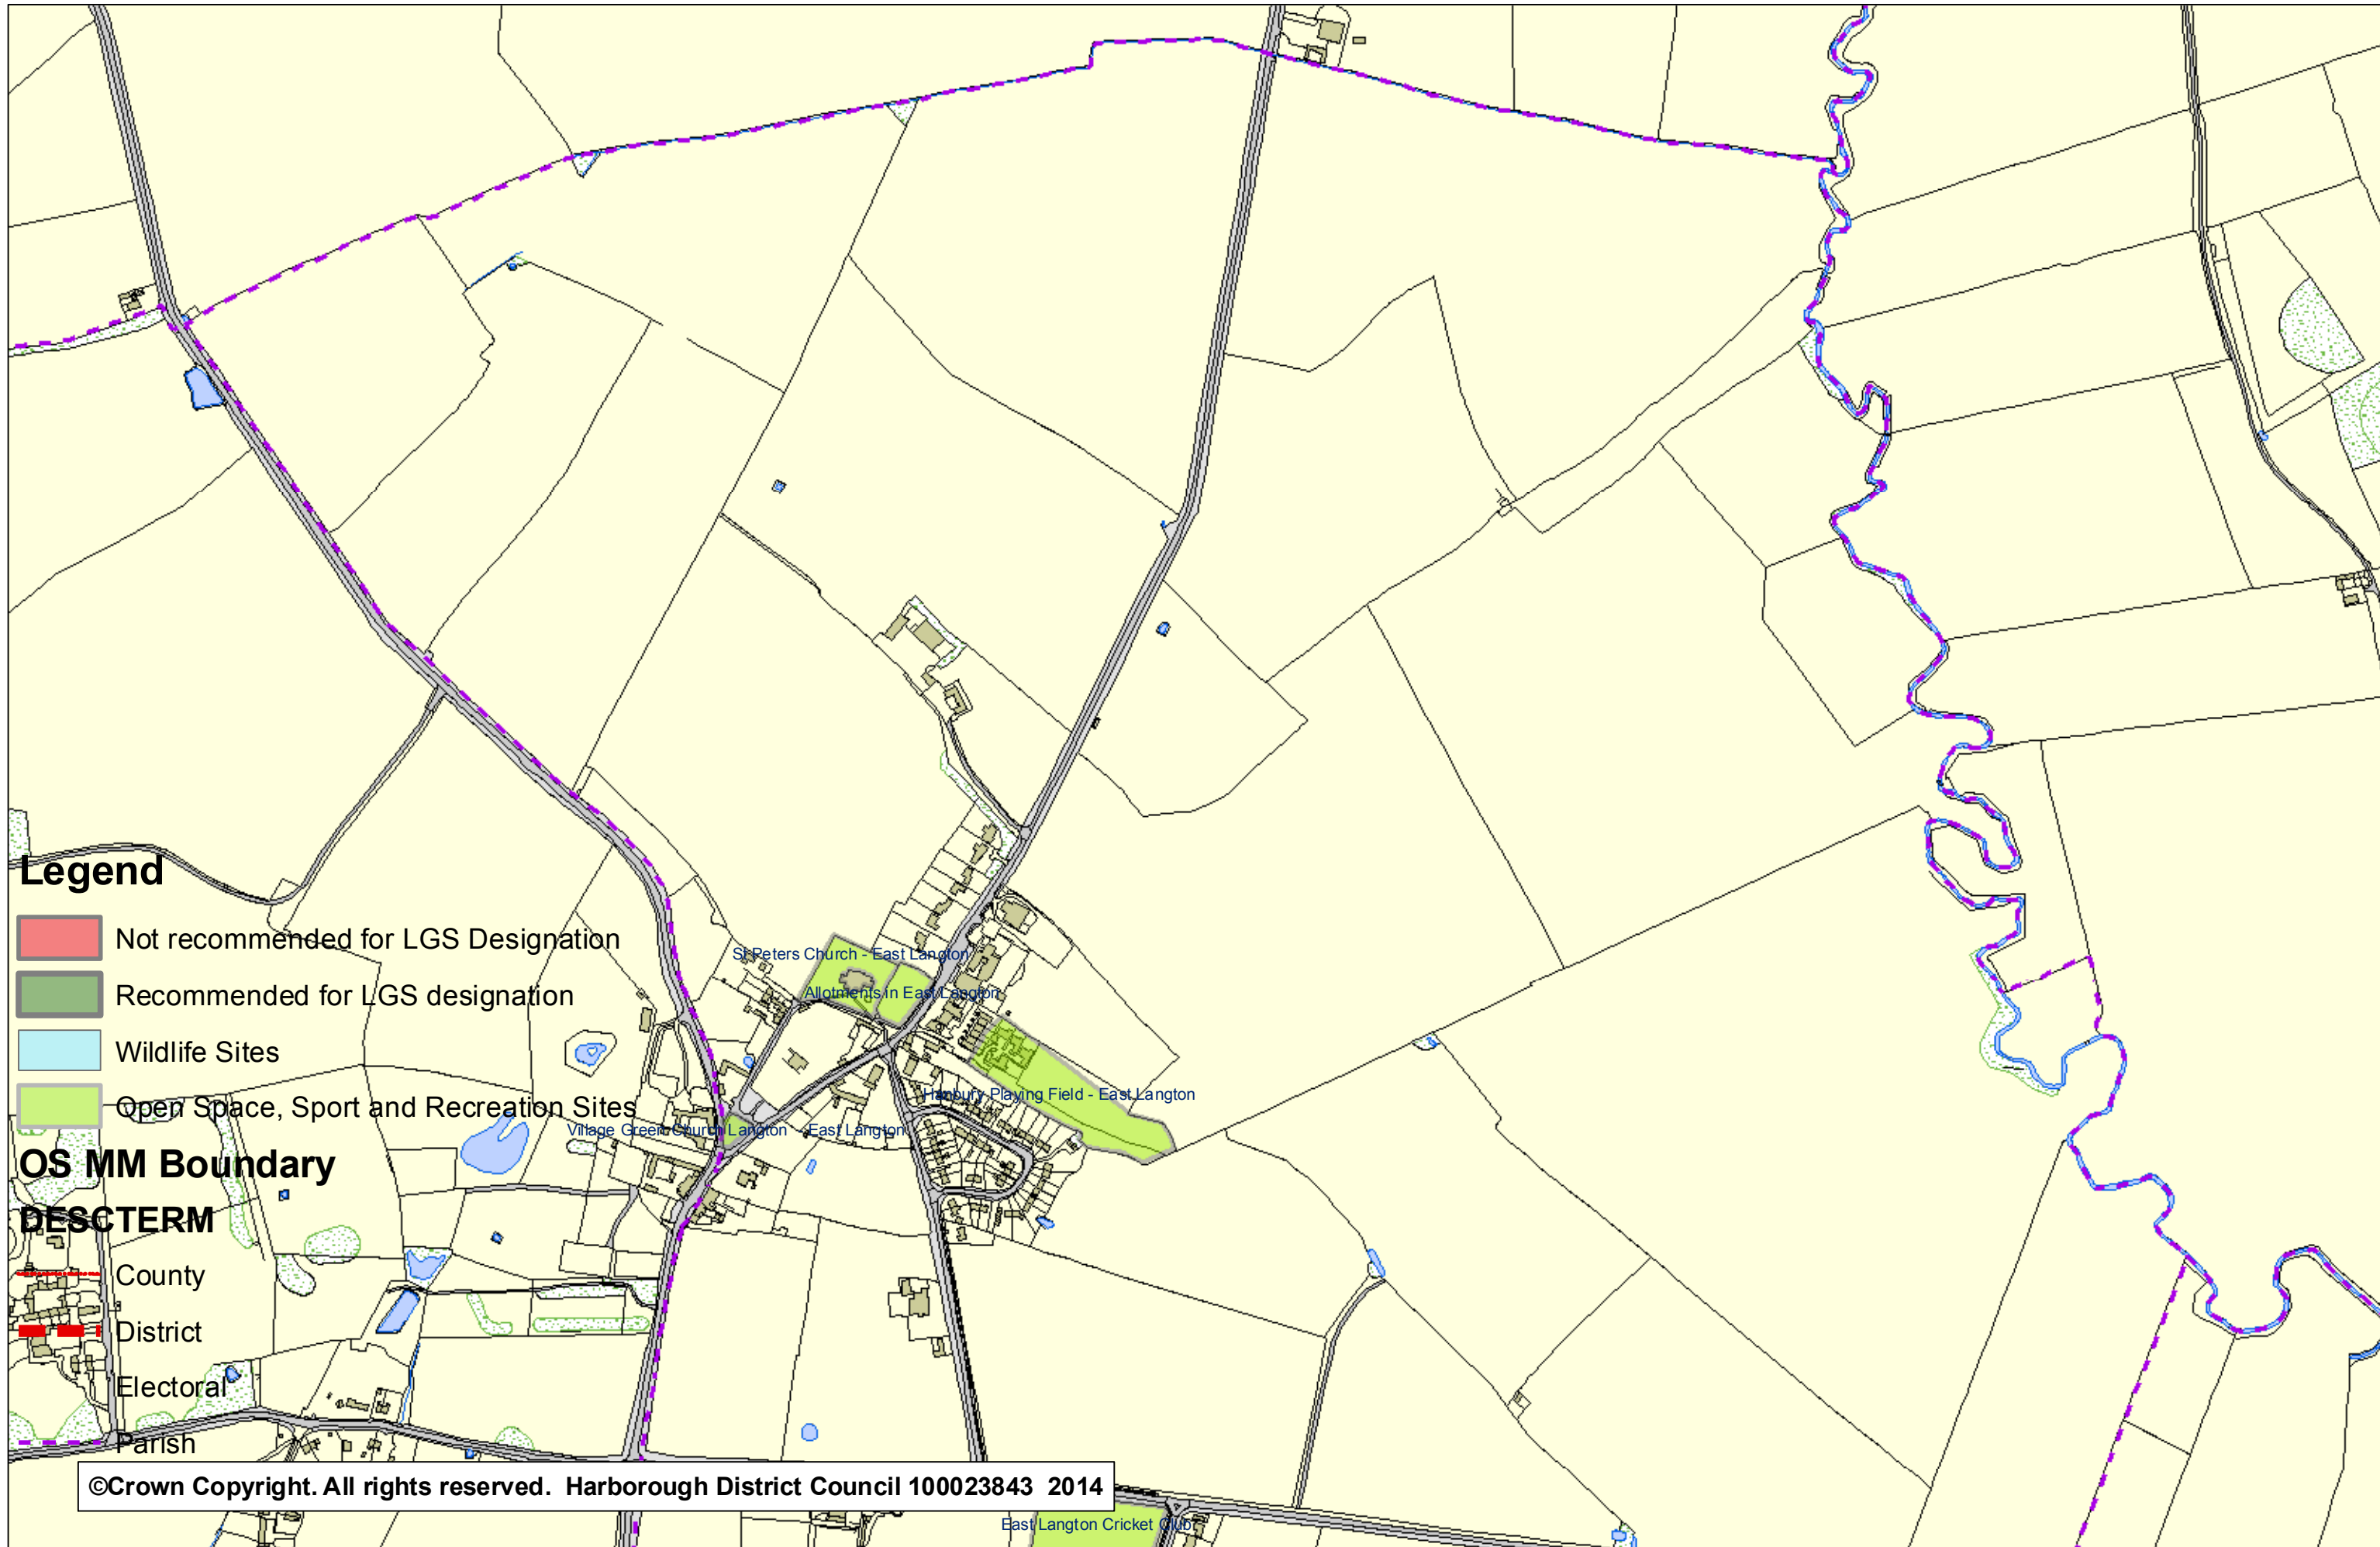 St Peters Church - East Langton
Allotments in East Langton
Hanbury Playing Field - East Langton
Village Green Church Langton - East Langton
East Langton Cricket Club
Legend
Not recommended for LGS Designation
Recommended for LGS designation
Wildlife Sites
Open Space, Sport and Recreation Sites
OS MM Boundary
DESCTERM
County
District
Electoral
Parish
©Crown Copyright. All rights reserved. Harborough District Council 100023843 2014